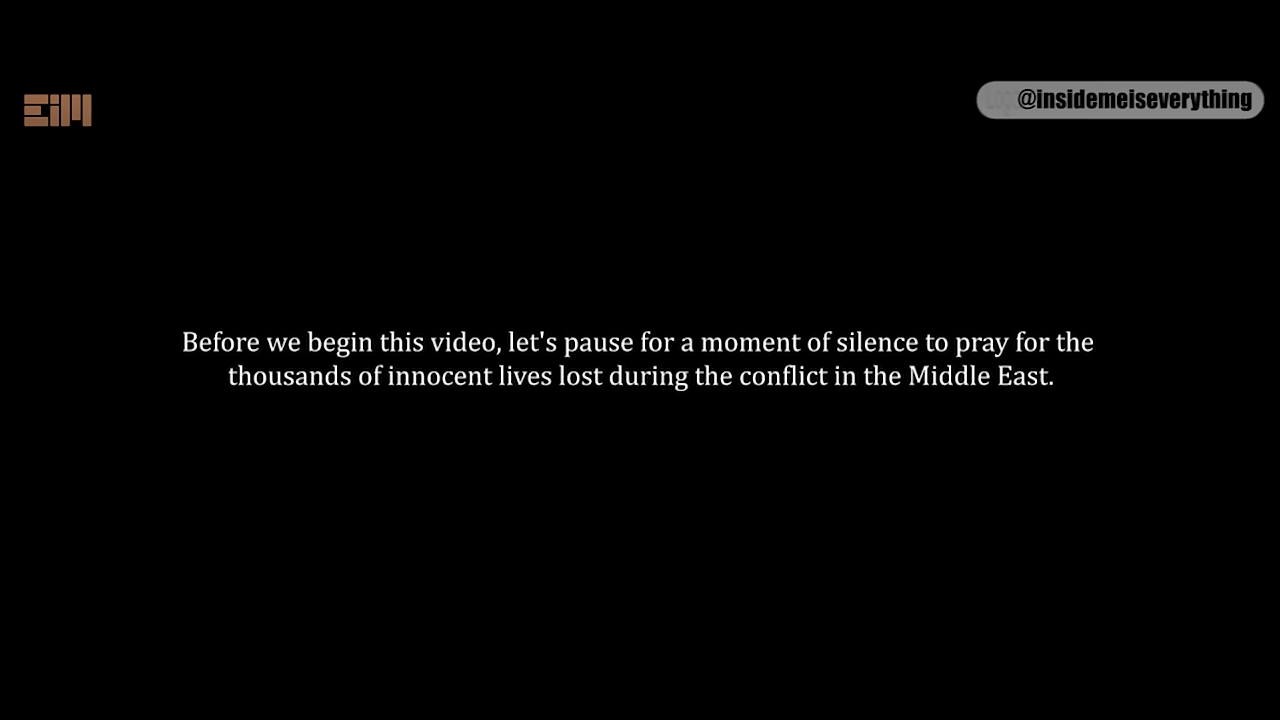 EiM
@insidemeiseverything
Before we begin this video, let's pause for a moment of silence to pray for the
thousands of innocent lives lost during the conflict in the Middle East.